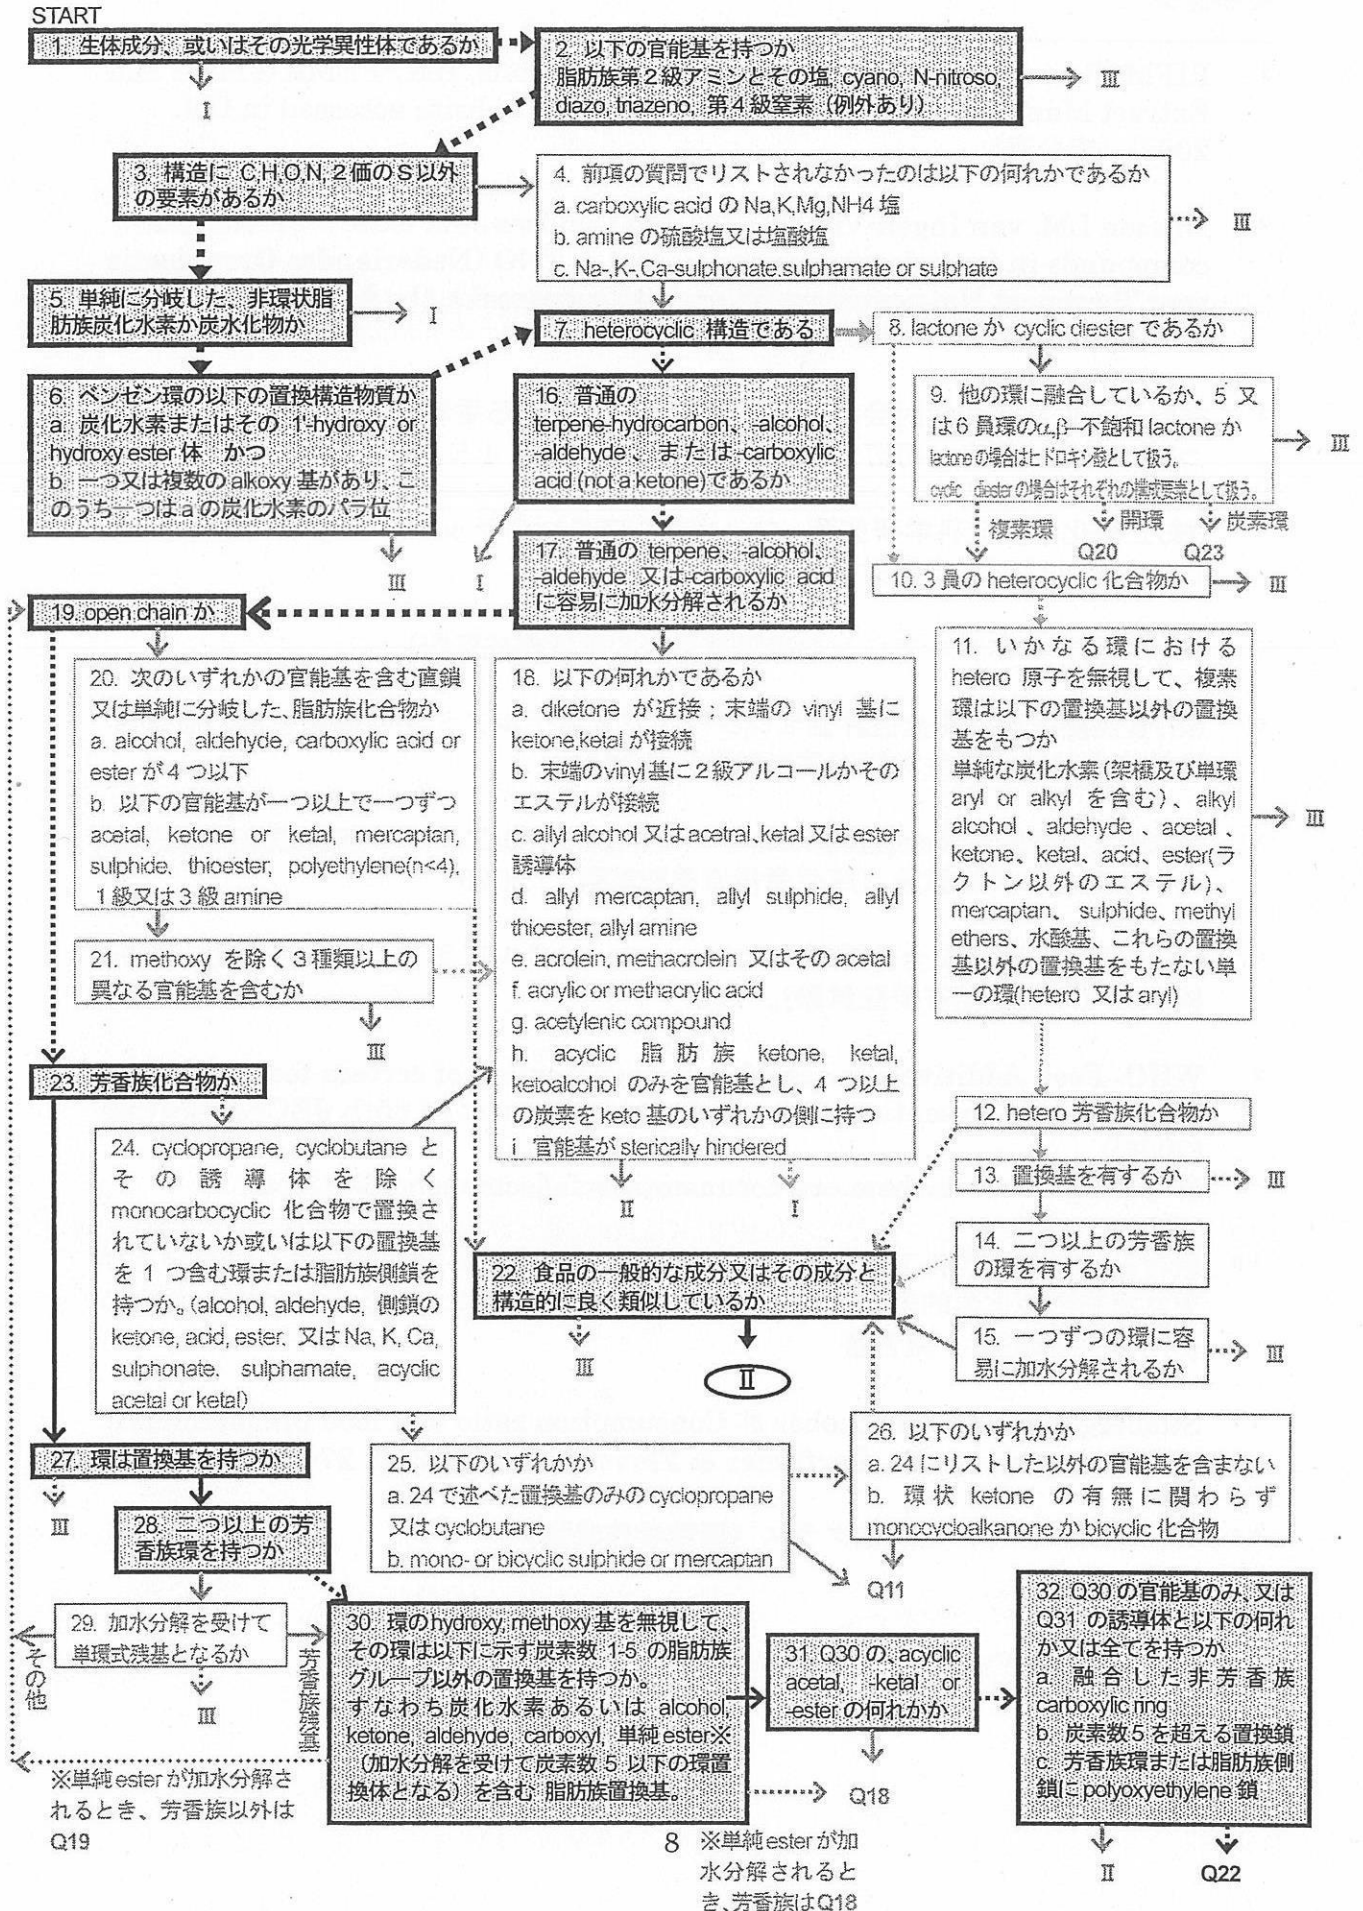 START
1. 生体成分、或いはその光学異性体であるか
I
2. 以下の官能基を持つか
脂肪族第2級アミンとその塩, cyano, N-nitroso,
diazo, triazeno, 第4級窒素（例外あり）
III
3. 構造に C,H,O,N,2価のS以外
の要素があるか
4. 前項の質問でリストされなかったのは以下の何れかであるか
a. carboxylic acid の Na,K,Mg,NH4 塩
b. amine の硫酸塩又は塩酸塩
c. Na-,K-,Ca-sulphonate,sulphamate or sulphate
III
5. 単純に分岐した、非環状脂
肪族炭化水素か炭水化物か
I
7. heterocyclic 構造である
8. lactone か cyclic diester であるか
6. ベンゼン環の以下の置換構造物質か
a. 炭化水素またはその 1'-hydroxy or
hydroxy ester 体 かつ
b. 一つ又は複数の alkoxy 基があり、こ
のうち一つは a の炭化水素のパラ位
III
16. 普通の
terpene-hydrocarbon、-alcohol、
-aldehyde 、または-carboxylic
acid (not a ketone)であるか
I
9. 他の環に融合しているか、5 又
は6 員環のα,β-不飽和 lactone か
lactoneの場合はヒドロキシ酸として扱う。
cyclic diesterの場合はそれぞれの構成要素として扱う。
III
複素環
開環
炭素環
Q20
Q23
17. 普通の terpene、-alcohol、
-aldehyde 又は-carboxylic acid
に容易に加水分解されるか
10. 3 員の heterocyclic 化合物か
III
19. open chain か
20. 次のいずれかの官能基を含む直鎖
又は単純に分岐した、脂肪族化合物か
a. alcohol, aldehyde, carboxylic acid or
ester が 4 つ以下
b. 以下の官能基が一つ以上で一つずつ
acetal, ketone or ketal, mercaptan,
sulphide, thioester, polyethylene(n<4),
1 級又は3 級 amine
18. 以下の何れかであるか
a. diketone が近接；末端の vinyl 基に
ketone,ketal が接続
b. 末端のvinyl基に2級アルコールかその
エステルが接続
c. allyl alcohol 又は acetral、ketal 又は ester
誘導体
d. allyl mercaptan, allyl sulphide, allyl
thioester, allyl amine
e. acrolein, methacrolein 又はその acetal
f. acrylic or methacrylic acid
g. acetylenic compound
h. acyclic 脂肪族 ketone, ketal,
ketoalcohol のみを官能基とし、4 つ以上
の炭素を keto 基のいずれかの側に持つ
i 官能基が sterically hindered
II
I
11. いかなる環における
hetero 原子を無視して、複素
環は以下の置換基以外の置換
基をもつか
単純な炭化水素(架橋及び単環
aryl or alkyl を含む)、alkyl
alcohol 、aldehyde 、acetal 、
ketone、ketal、acid、ester(ラ
クトン以外のエステル)、
mercaptan、 sulphide、methyl
ethers、水酸基、これらの置換
基以外の置換基をもたない単
一の環(hetero 又は aryl)
III
21. methoxy を除く 3 種類以上の
異なる官能基を含むか
III
23. 芳香族化合物か
24. cyclopropane, cyclobutane と
その誘導体を除く
monocarbocyclic 化合物で置換さ
れていないか或いは以下の置換基
を 1 つ含む環または脂肪族側鎖を
持つか。(alcohol, aldehyde, 側鎖の
ketone, acid, ester, 又は Na, K, Ca,
sulphonate, sulphamate, acyclic
acetal or ketal)
12. hetero 芳香族化合物か
13. 置換基を有するか
III
14. 二つ以上の芳香族
の環を有するか
15. 一つずつの環に容
易に加水分解されるか
III
22. 食品の一般的な成分又はその成分と
構造的に良く類似しているか
III
II
27. 環は置換基を持つか
III
25. 以下のいずれかか
a. 24 で述べた置換基のみの cyclopropane
又は cyclobutane
b. mono- or bicyclic sulphide or mercaptan
26. 以下のいずれかか
a. 24 にリストした以外の官能基を含まない
b. 環状 ketone の有無に関わらず
monocycloalkanone か bicyclic 化合物
Q11
28. 二つ以上の芳
香族環を持つか
29. 加水分解を受けて
単環式残基となるか
III
その他
芳香族残基
30. 環のhydroxy, methoxy 基を無視して、
その環は以下に示す炭素数 1-5 の脂肪族
グループ以外の置換基を持つか。
すなわち炭化水素あるいは alcohol,
ketone, aldehyde, carboxyl, 単純 ester※
（加水分解を受けて炭素数 5 以下の環置
換体となる）を含む 脂肪族置換基。
31. Q30 の、acyclic
acetal, -ketal or
-ester の何れかか
Q18
32. Q30 の官能基のみ、又は
Q31 の誘導体と以下の何れ
か又は全てを持つか
a. 融合した非芳香族
carboxylic ring
b. 炭素数 5 を超える置換鎖
c. 芳香族環または脂肪族側
鎖に polyoxyethylene 鎖
II
Q22
※単純 ester が加水分解さ
れるとき、芳香族以外は
Q19
8
※単純 ester が加
水分解されると
き、芳香族はQ18